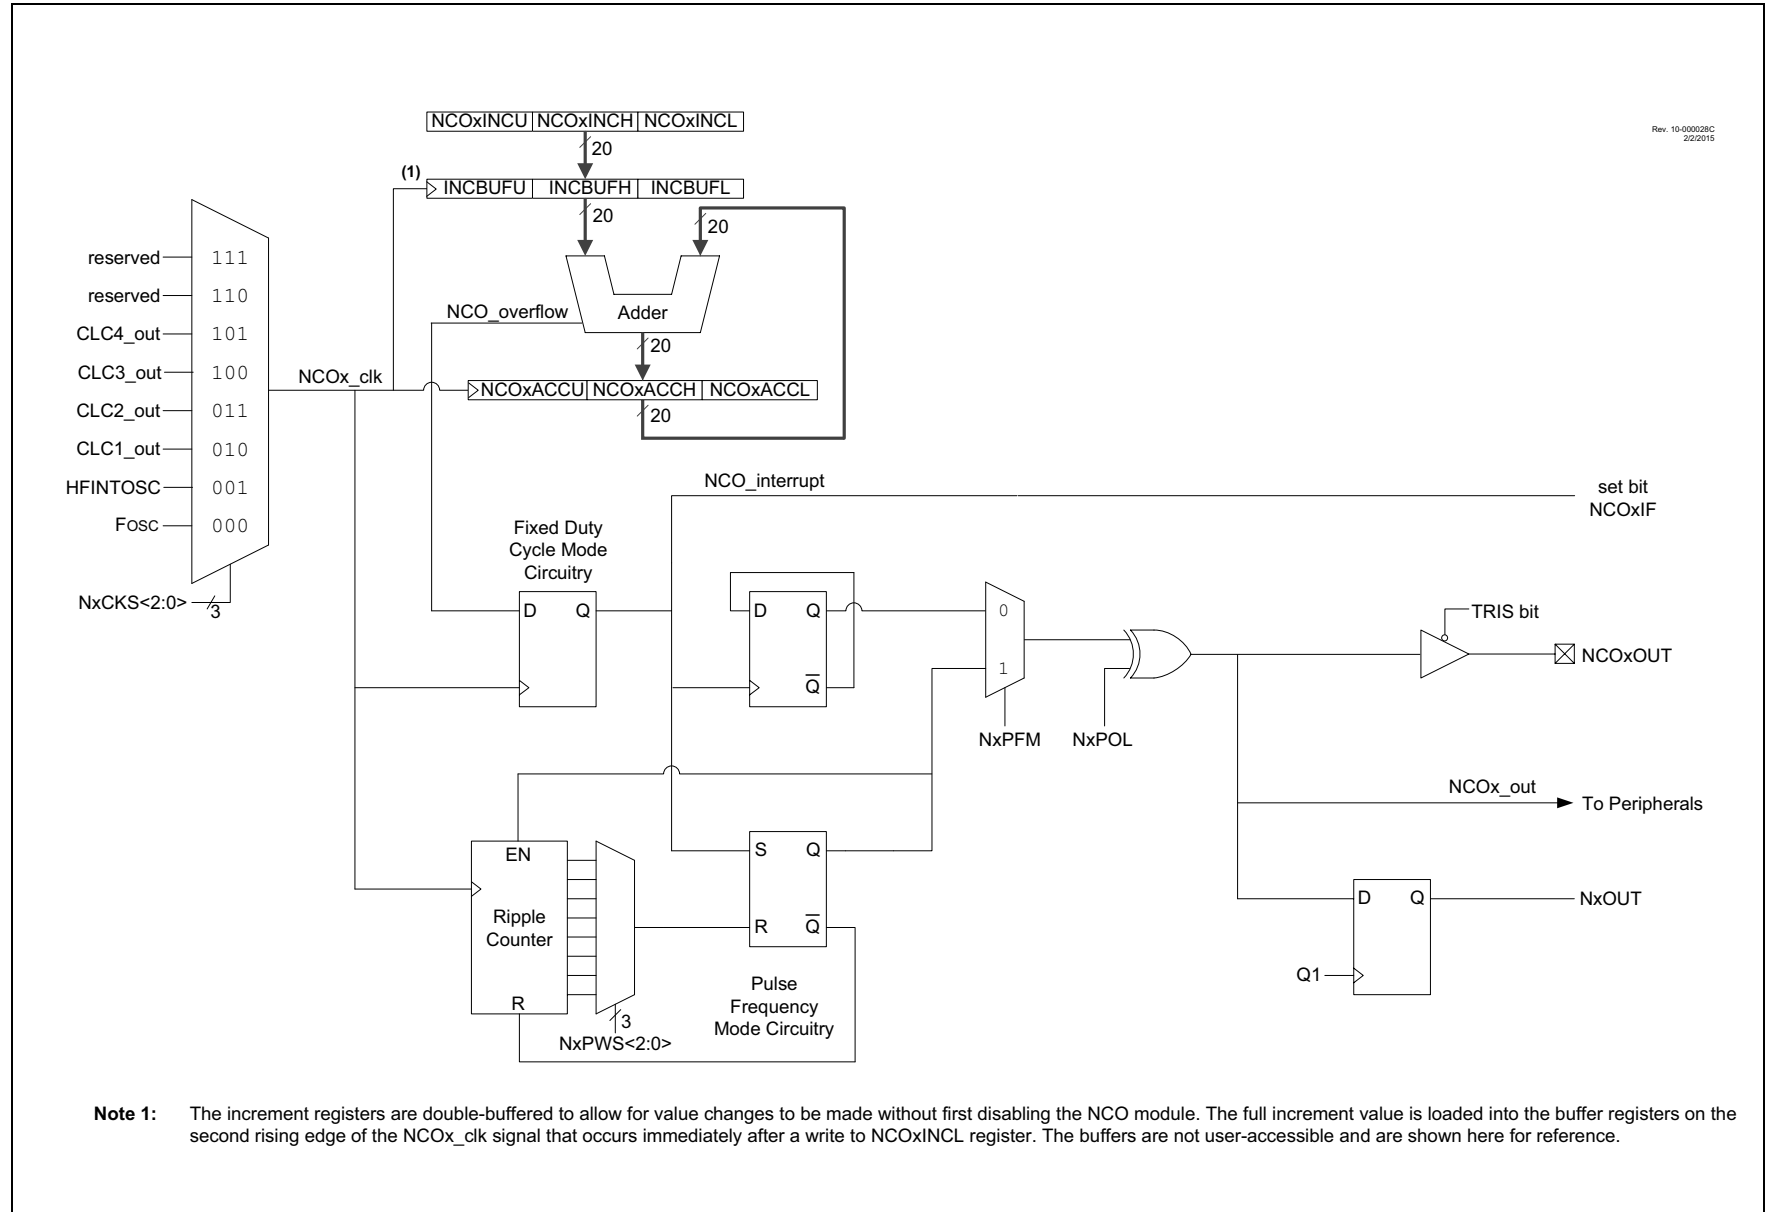 Rev. 10-000028C
2/2/2015
NCOxINCU NCOxINCH NCOxINCL
20
(1)
INCBUFU INCBUFH INCBUFL
20
20
reserved 111
reserved 110
CLC4_out 101
CLC3_out 100
CLC2_out 011
CLC1_out 010
HFINTOSC 001
FOSC 000
NxCKS<2:0>
3
NCOx_clk
NCO_overflow
Adder
20
NCOxACCU NCOxACCH NCOxACCL
20
NCO_interrupt
set bit
NCOxIF
Fixed Duty
Cycle Mode
Circuitry
D Q
D Q
Q
0
1
NxPFM
NxPOL
TRIS bit
NCOxOUT
NCOx_out
To Peripherals
EN
Ripple
Counter
R
3
NxPWS<2:0>
S Q
R Q
Pulse
Frequency
Mode Circuitry
D Q
NxOUT
Q1
Note 1: The increment registers are double-buffered to allow for value changes to be made without first disabling the NCO module. The full increment value is loaded into the buffer registers on the
second rising edge of the NCOx_clk signal that occurs immediately after a write to NCOxINCL register. The buffers are not user-accessible and are shown here for reference.